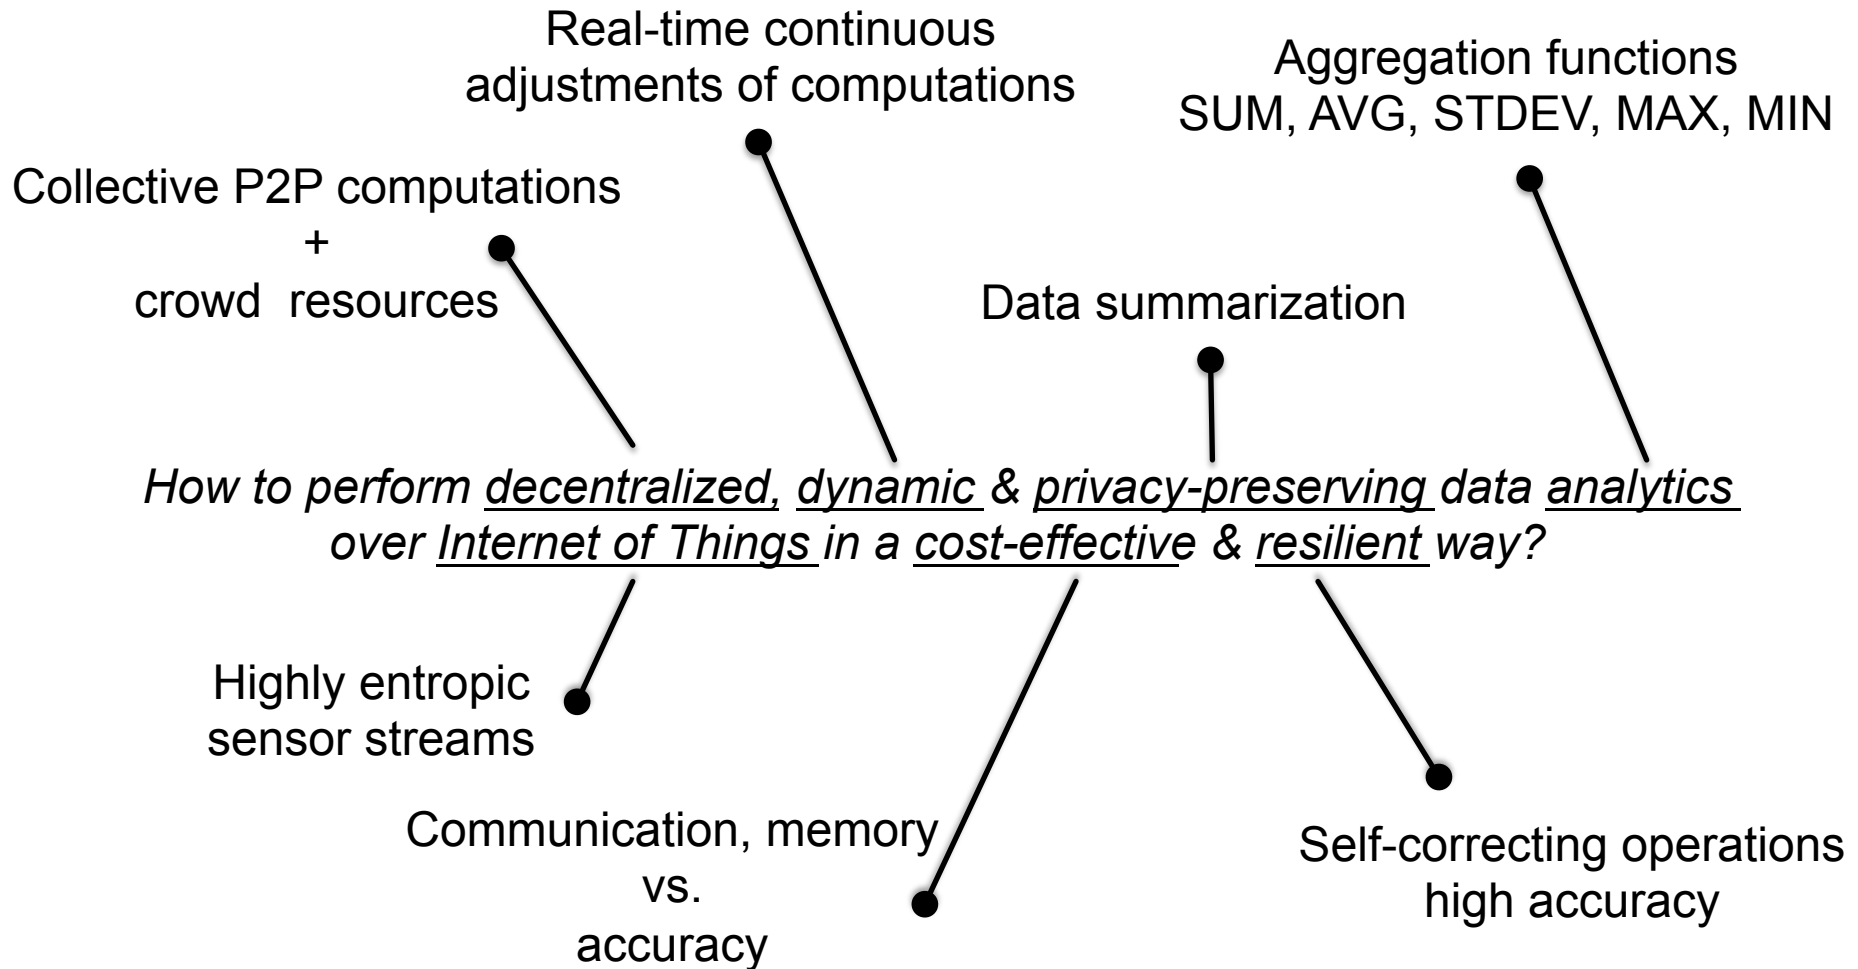 Real-time continuous
adjustments of computations
Aggregation functions
SUM, AVG, STDEV, MAX, MIN
Collective P2P computations
+
crowd resources
Data summarization
How to perform decentralized, dynamic & privacy-preserving data analytics
over Internet of Things in a cost-effective & resilient way?
Highly entropic
sensor streams
Communication, memory
vs.
accuracy
Self-correcting operations
high accuracy